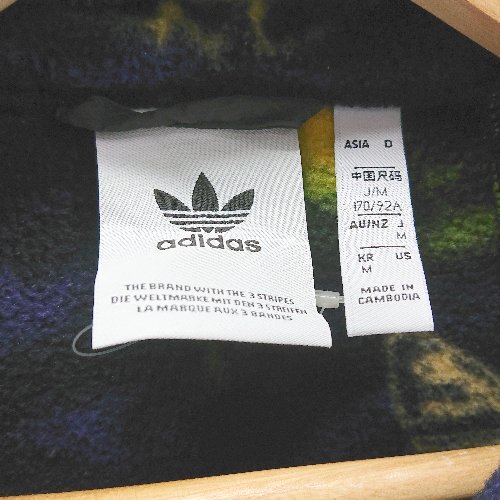 adidas
THE BRAND WITH THE 3 STRIPES
DIE WELTMARKE MIT DEN 3 STREIFEN
LA MARQUE AUX 3 BANDES
ASIA D
中国尺码
J/M
170/92A
AU/NZ J
M
KR US
M
MADE IN
CAMBODIA